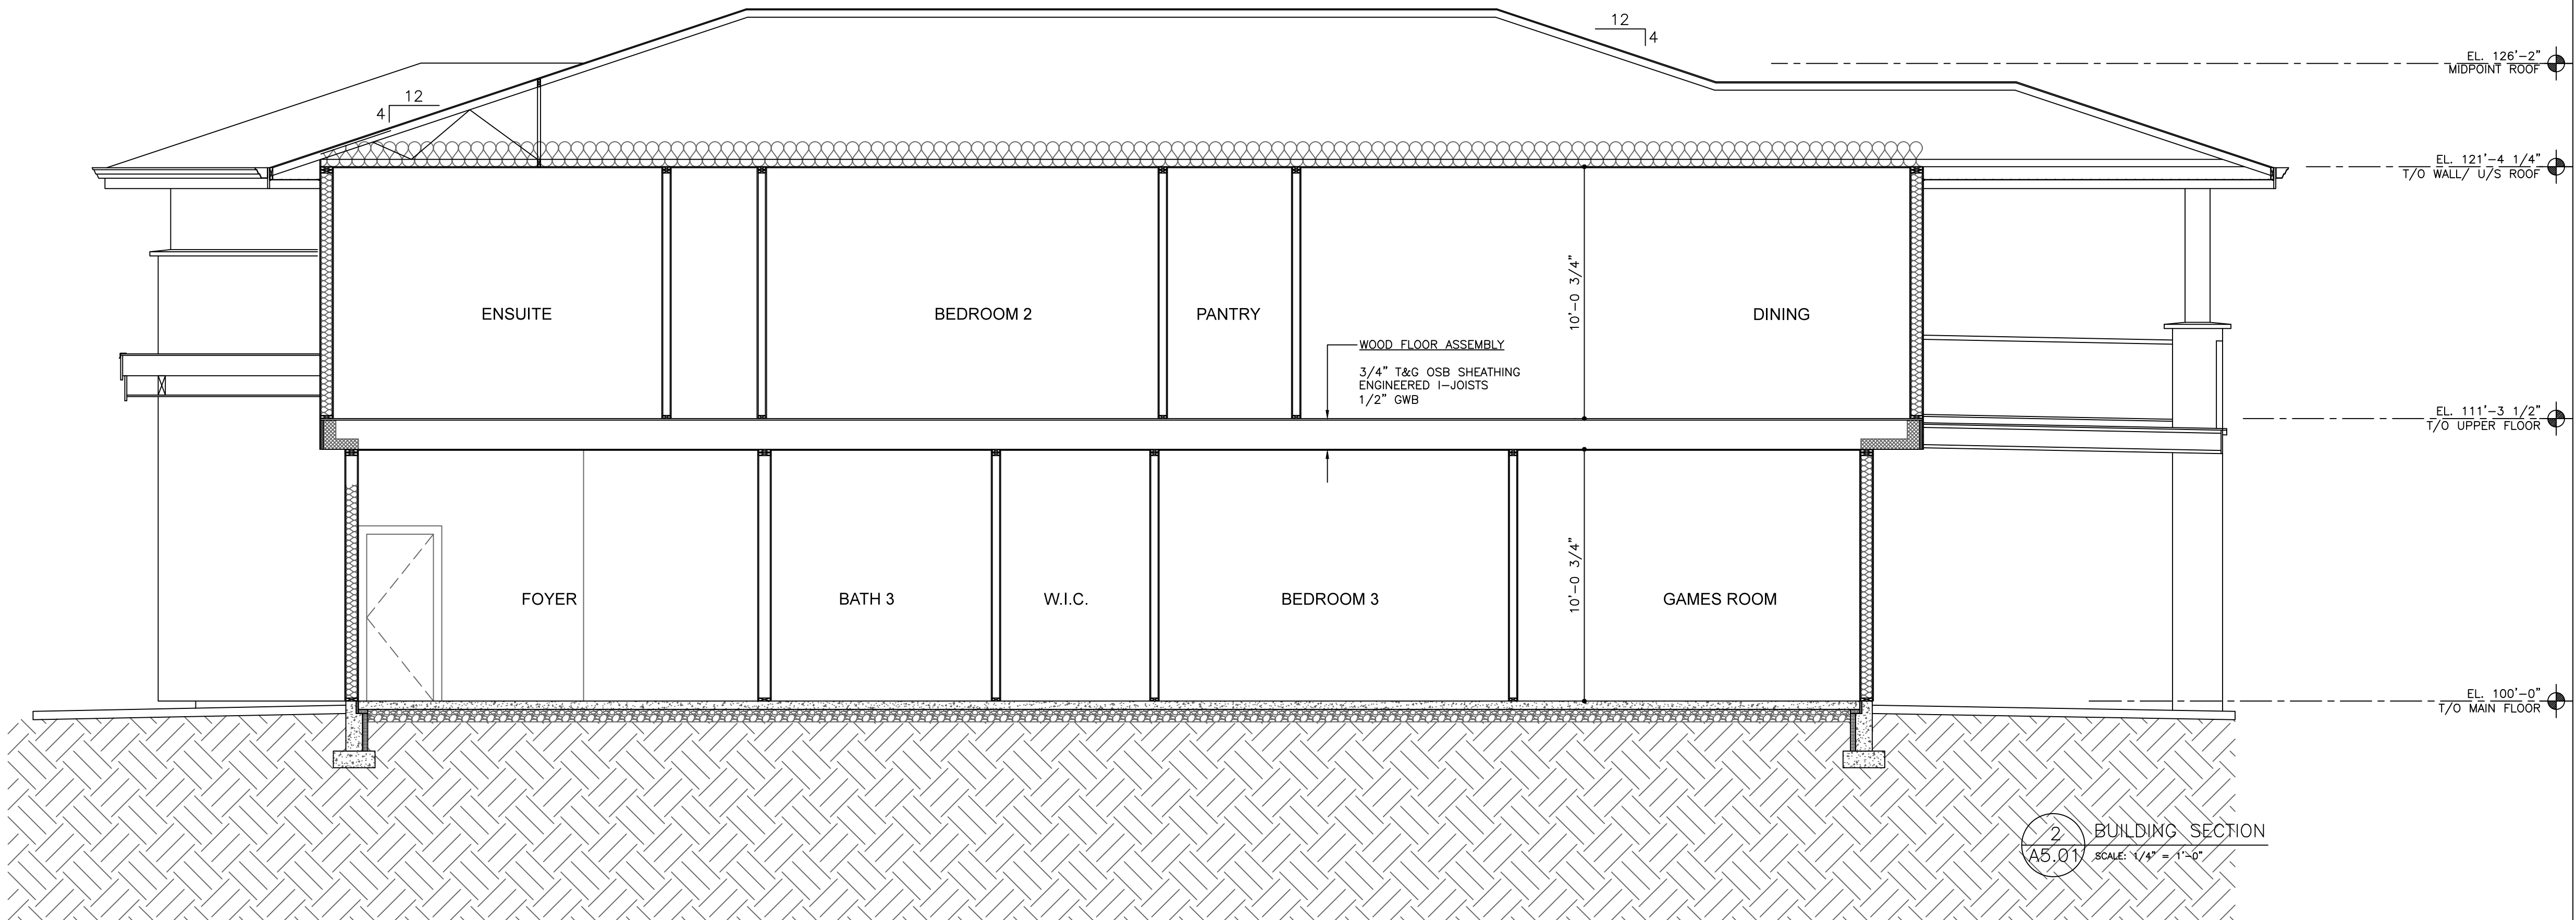 12
4
EL. 126'-2"
MIDPOINT ROOF
12
4
EL. 121'-4 1/4"
T/O WALL/ U/S ROOF
ENSUITE
BEDROOM 2
PANTRY
10'-0 3/4"
DINING
WOOD FLOOR ASSEMBLY
3/4" T&G OSB SHEATHING
ENGINEERED I-JOISTS
1/2" GWB
EL. 111'-3 1/2"
T/O UPPER FLOOR
FOYER
BATH 3
W.I.C.
BEDROOM 3
10'-0 3/4"
GAMES ROOM
EL. 100'-0"
T/O MAIN FLOOR
2
A5.01
BUILDING SECTION
SCALE: 1/4" = 1'-0"